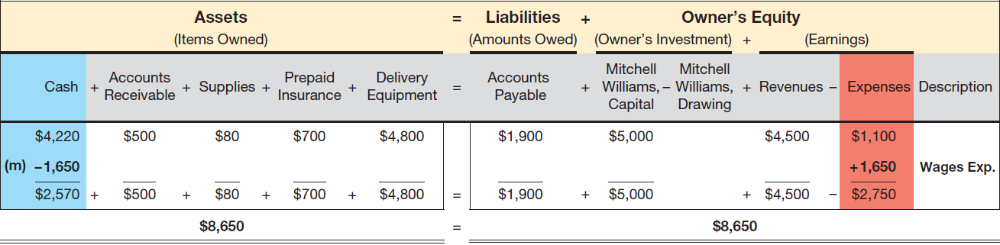 Assets = Liabilities + Owner's Equity
(Items Owned) (Amounts Owed) (Owner's Investment) + (Earnings)
Cash + Accounts Receivable + Supplies + Prepaid Insurance + Delivery Equipment = Accounts Payable + Mitchell Williams, Capital – Mitchell Williams, Drawing + Revenues – Expenses Description
$4,220 $500 $80 $700 $4,800 $1,900 $5,000 $4,500 $1,100
(m) –1,650 +1,650 Wages Exp.
$2,570 + $500 + $80 + $700 + $4,800 = $1,900 + $5,000 + $4,500 – $2,750
$8,650 = $8,650